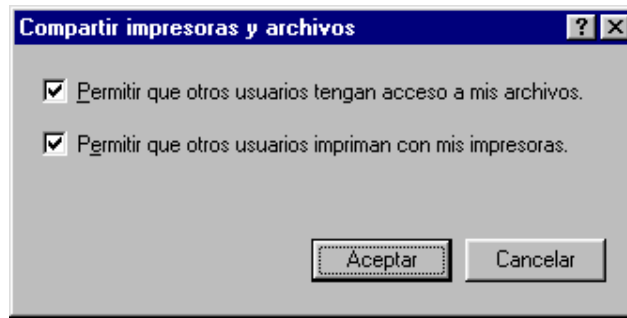 Compartir impresoras y archivos
Permitir que otros usuarios tengan acceso a mis archivos.
Permitir que otros usuarios impriman con mis impresoras.
Aceptar Cancelar